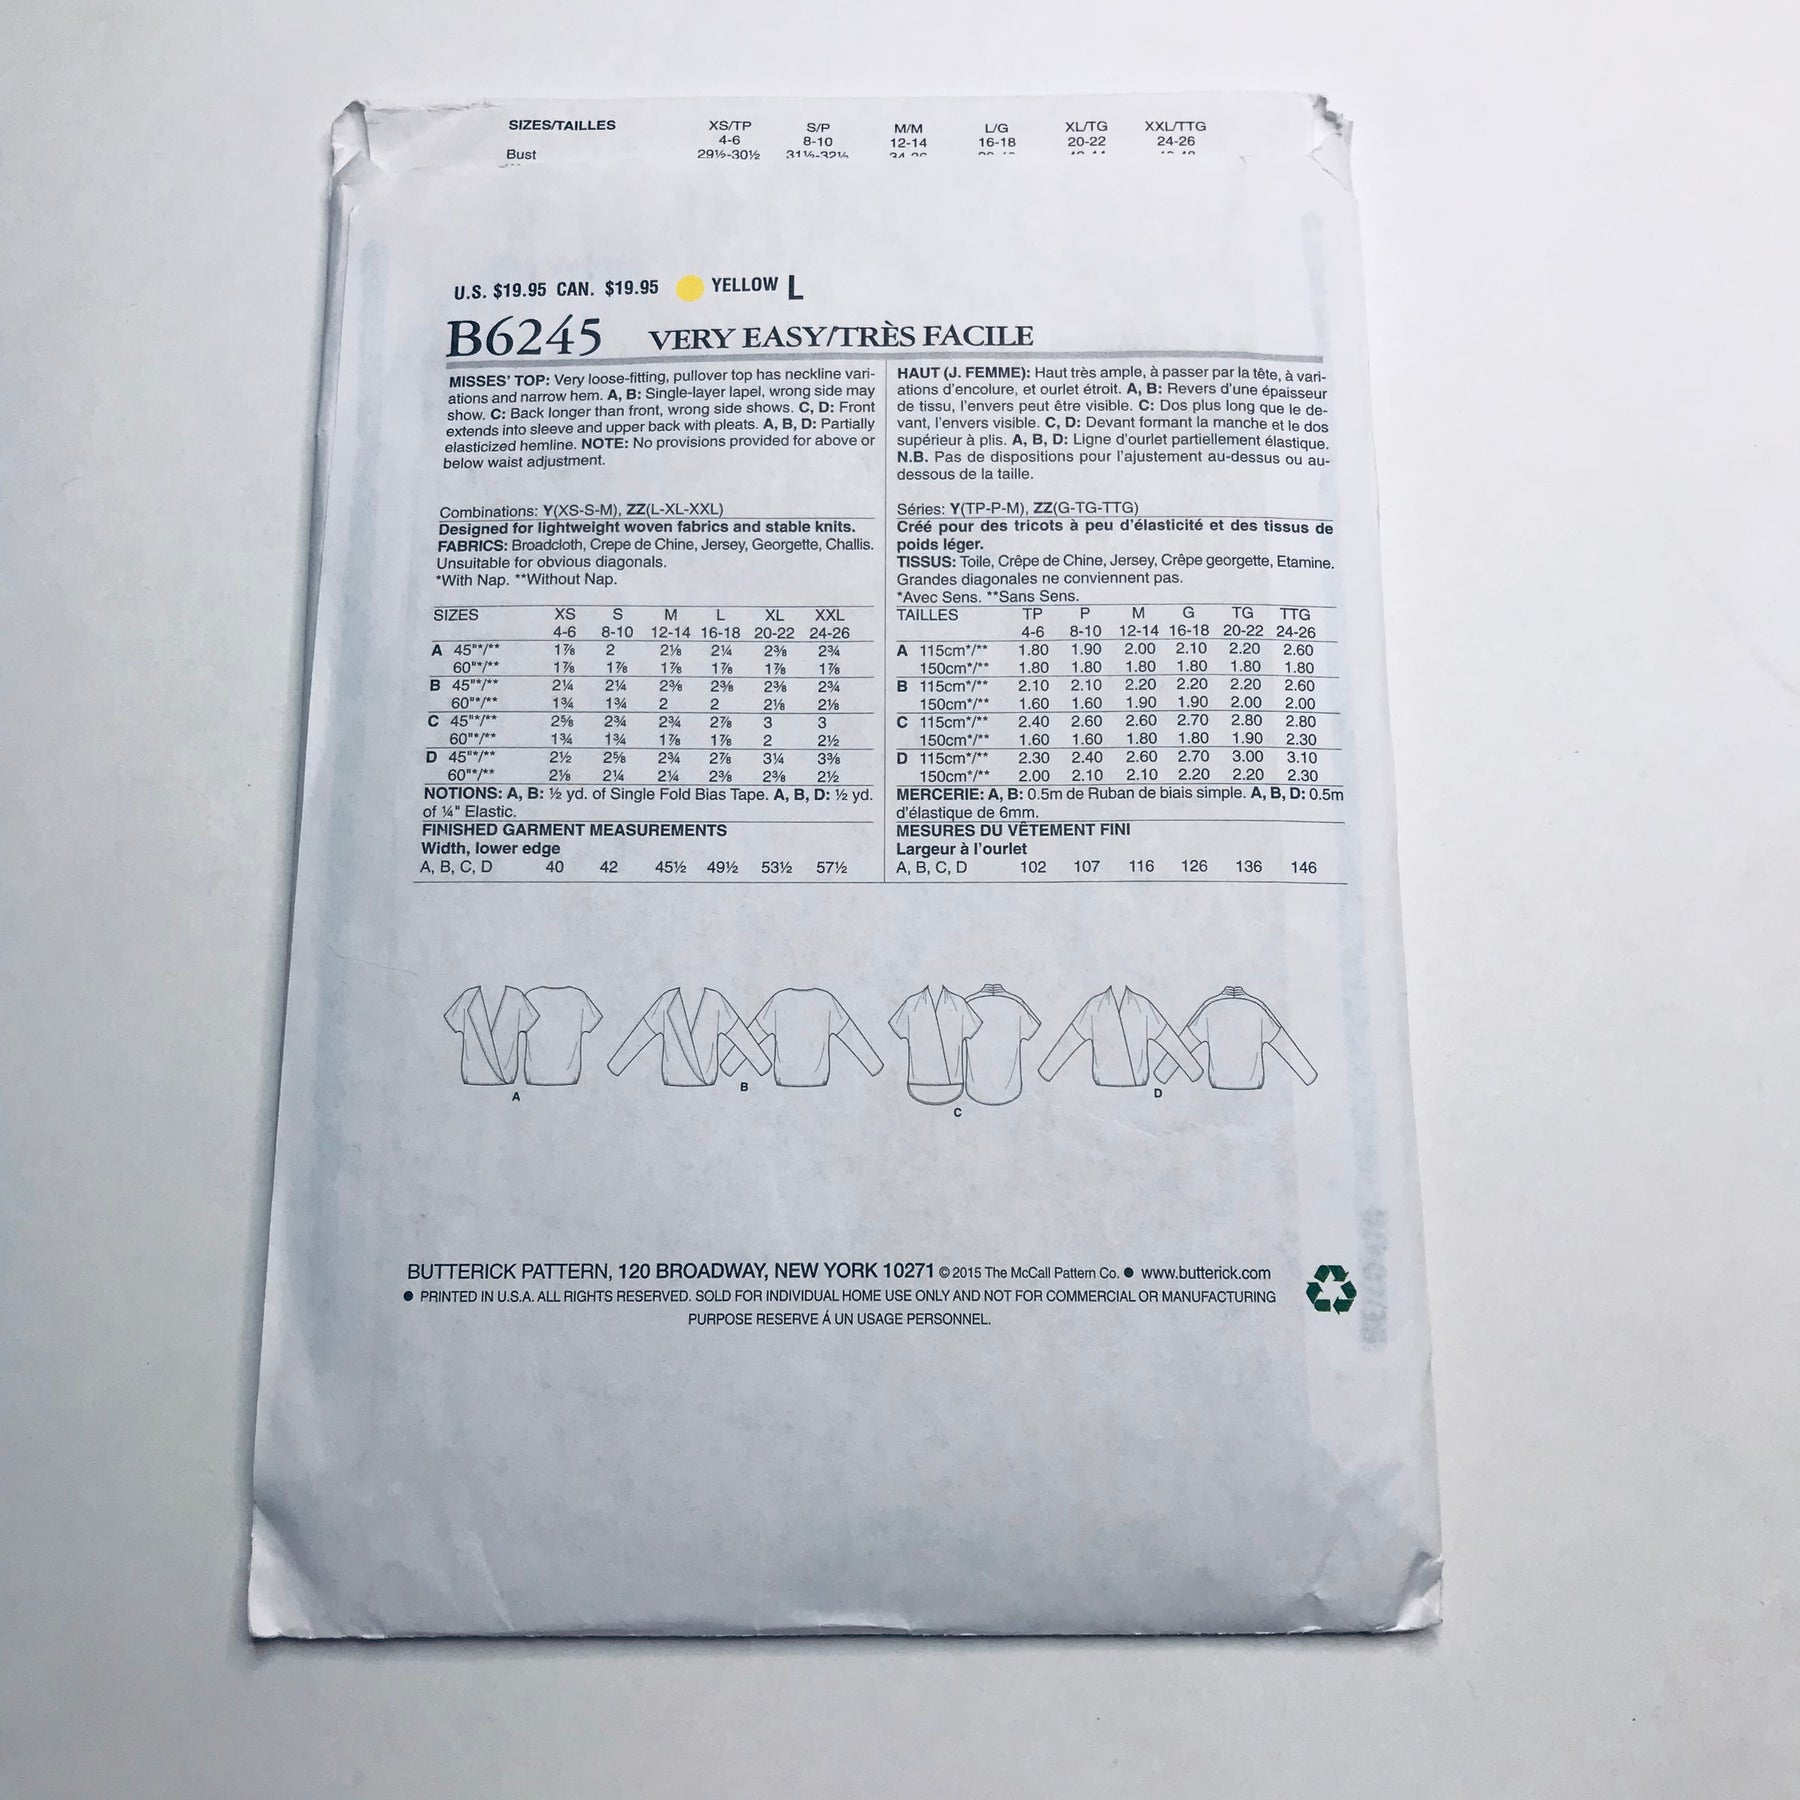 SIZES/TAILLES XS/TP S/P M/M L/G XL/TG XXL/TTG
4-6 8-10 12-14 16-18 20-22 24-26
Bust 29½-30½ 31½-32½
U.S. $19.95 CAN. $19.95 YELLOW L
B6245 VERY EASY/TRÈS FACILE
MISSES' TOP: Very loose-fitting, pullover top has neckline vari-
ations and narrow hem. A, B: Single-layer lapel, wrong side may
show. C: Back longer than front, wrong side shows. C, D: Front
extends into sleeve and upper back with pleats. A, B, D: Partially
elasticized hemline. NOTE: No provisions provided for above or
below waist adjustment.
Combinations: Y(XS-S-M), ZZ(L-XL-XXL)
Designed for lightweight woven fabrics and stable knits.
FABRICS: Broadcloth, Crepe de Chine, Jersey, Georgette, Challis.
Unsuitable for obvious diagonals.
*With Nap. **Without Nap.
SIZES XS S M L XL XXL
4-6 8-10 12-14 16-18 20-22 24-26
A 45"*/** 1⅞ 2 2⅛ 2¼ 2⅜ 2¾
60"*/** 1⅞ 1⅞ 1⅞ 1⅞ 1⅞ 1⅞
B 45"*/** 2¼ 2¼ 2⅜ 2⅜ 2⅜ 2¾
60"*/** 1¾ 1¾ 2 2 2⅛ 2⅛
C 45"*/** 2⅝ 2¾ 2¾ 2⅞ 3 3
60"*/** 1¾ 1¾ 1⅞ 1⅞ 2 2½
D 45"*/** 2½ 2⅝ 2¾ 2⅞ 3¼ 3⅜
60"*/** 2⅛ 2¼ 2¼ 2⅜ 2⅜ 2½
NOTIONS: A, B: ½ yd. of Single Fold Bias Tape. A, B, D: ½ yd.
of ¼" Elastic.
FINISHED GARMENT MEASUREMENTS
Width, lower edge
A, B, C, D 40 42 45½ 49½ 53½ 57½
HAUT (J. FEMME): Haut très ample, à passer par la tête, à vari-
ations d'encolure, et ourlet étroit. A, B: Revers d'une épaisseur
de tissu, l'envers peut être visible. C: Dos plus long que le de-
vant, l'envers visible. C, D: Devant formant la manche et le dos
supérieur à plis. A, B, D: Ligne d'ourlet partiellement élastique.
N.B. Pas de dispositions pour l'ajustement au-dessus ou au-
dessous de la taille.
Séries: Y(TP-P-M), ZZ(G-TG-TTG)
Créé pour des tricots à peu d'élasticité et des tissus de
poids léger.
TISSUS: Toile, Crêpe de Chine, Jersey, Crêpe georgette, Etamine.
Grandes diagonales ne conviennent pas.
*Avec Sens. **Sans Sens.
TAILLES TP P M G TG TTG
4-6 8-10 12-14 16-18 20-22 24-26
A 115cm*/** 1.80 1.90 2.00 2.10 2.20 2.60
150cm*/** 1.80 1.80 1.80 1.80 1.80 1.80
B 115cm*/** 2.10 2.10 2.20 2.20 2.20 2.60
150cm*/** 1.60 1.60 1.90 1.90 2.00 2.00
C 115cm*/** 2.40 2.60 2.60 2.70 2.80 2.80
150cm*/** 1.60 1.60 1.80 1.80 1.90 2.30
D 115cm*/** 2.30 2.40 2.60 2.70 3.00 3.10
150cm*/** 2.00 2.10 2.10 2.20 2.20 2.30
MERCERIE: A, B: 0.5m de Ruban de biais simple. A, B, D: 0.5m
d'élastique de 6mm.
MESURES DU VÊTEMENT FINI
Largeur à l'ourlet
A, B, C, D 102 107 116 126 136 146
A
B
C
D
BUTTERICK PATTERN, 120 BROADWAY, NEW YORK 10271 © 2015 The McCall Pattern Co. ● www.butterick.com
● PRINTED IN U.S.A. ALL RIGHTS RESERVED. SOLD FOR INDIVIDUAL HOME USE ONLY AND NOT FOR COMMERCIAL OR MANUFACTURING
PURPOSE RESERVE Á UN USAGE PERSONNEL.